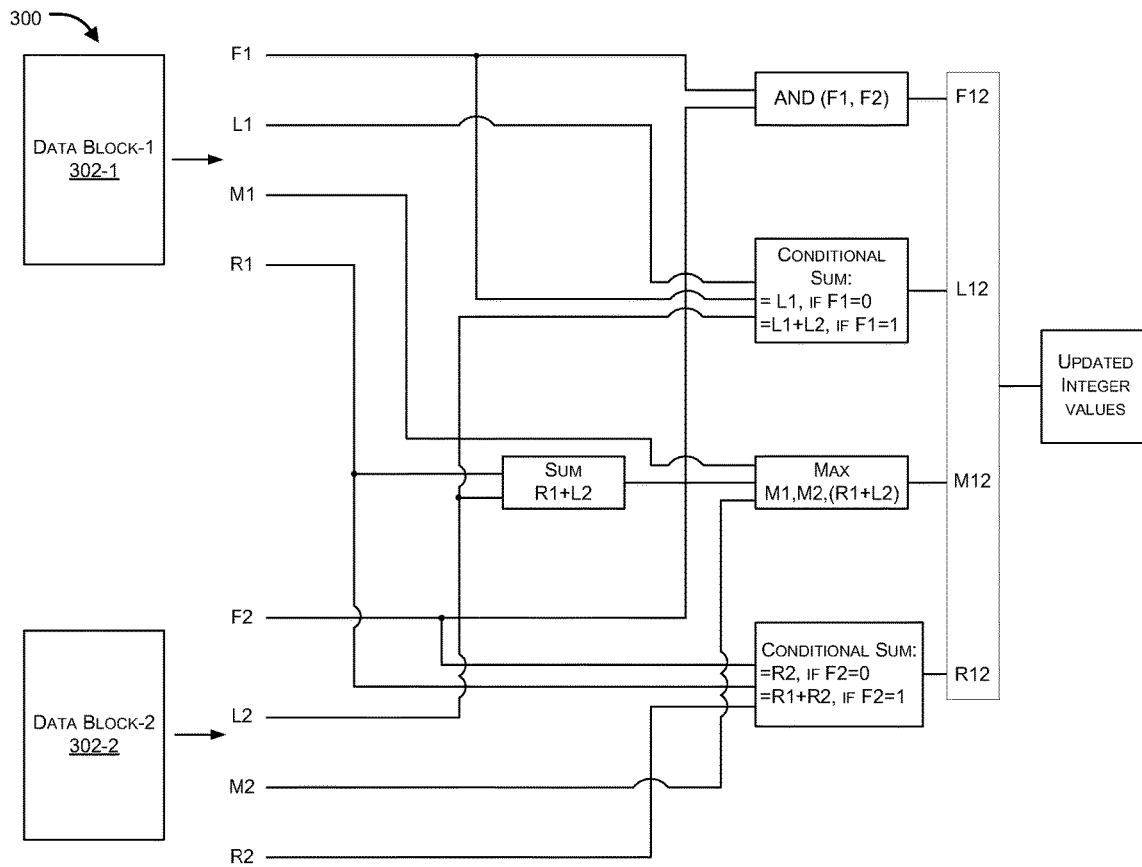 300
DATA BLOCK-1
302-1
F1
L1
M1
R1
AND (F1, F2)
F12
CONDITIONAL
SUM:
= L1, IF F1=0
=L1+L2, IF F1=1
L12
UPDATED
INTEGER
VALUES
SUM
R1+L2
MAX
M1,M2,(R1+L2)
M12
DATA BLOCK-2
302-2
F2
L2
M2
R2
CONDITIONAL SUM:
=R2, IF F2=0
=R1+R2, IF F2=1
R12